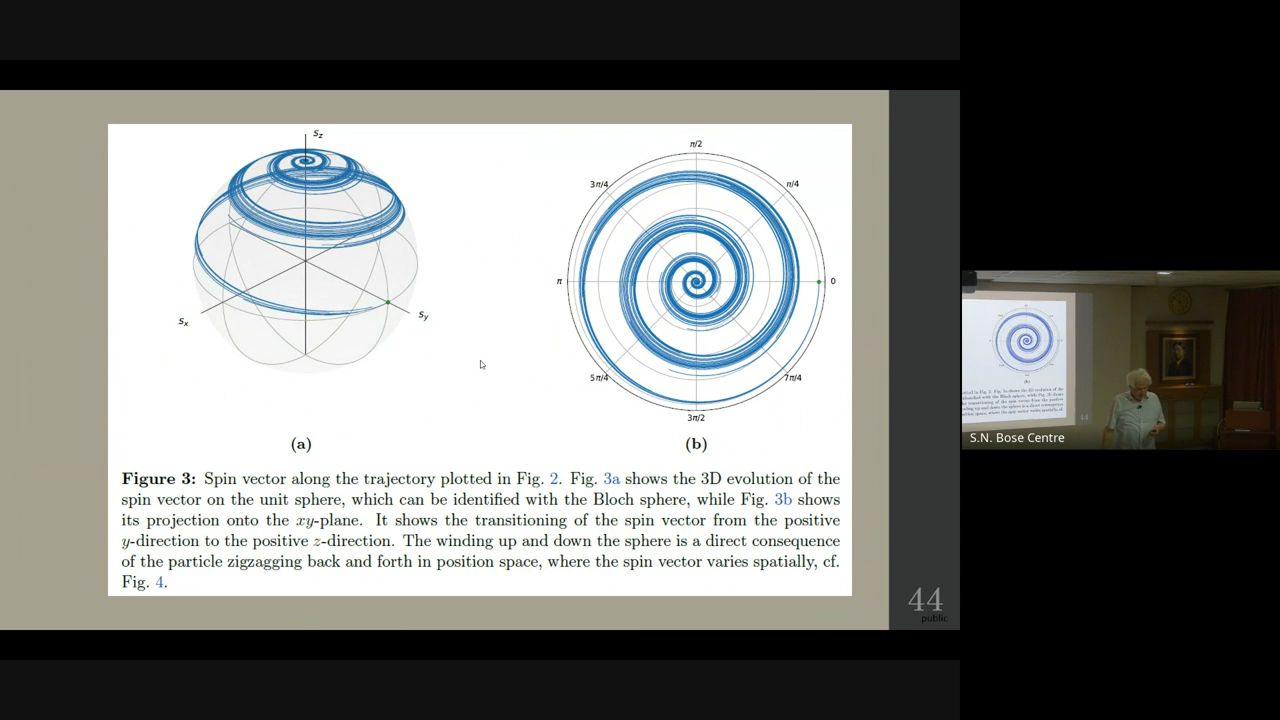 S_z
S_x
S_y
π/2
3π/4
π/4
π
0
5π/4
7π/4
3π/2
(a)
(b)
Figure 3: Spin vector along the trajectory plotted in Fig. 2. Fig. 3a shows the 3D evolution of the
spin vector on the unit sphere, which can be identified with the Bloch sphere, while Fig. 3b shows
its projection onto the xy-plane. It shows the transitioning of the spin vector from the positive
y-direction to the positive z-direction. The winding up and down the sphere is a direct consequence
of the particle zigzagging back and forth in position space, where the spin vector varies spatially, cf.
Fig. 4.
44
public
S.N. Bose Centre